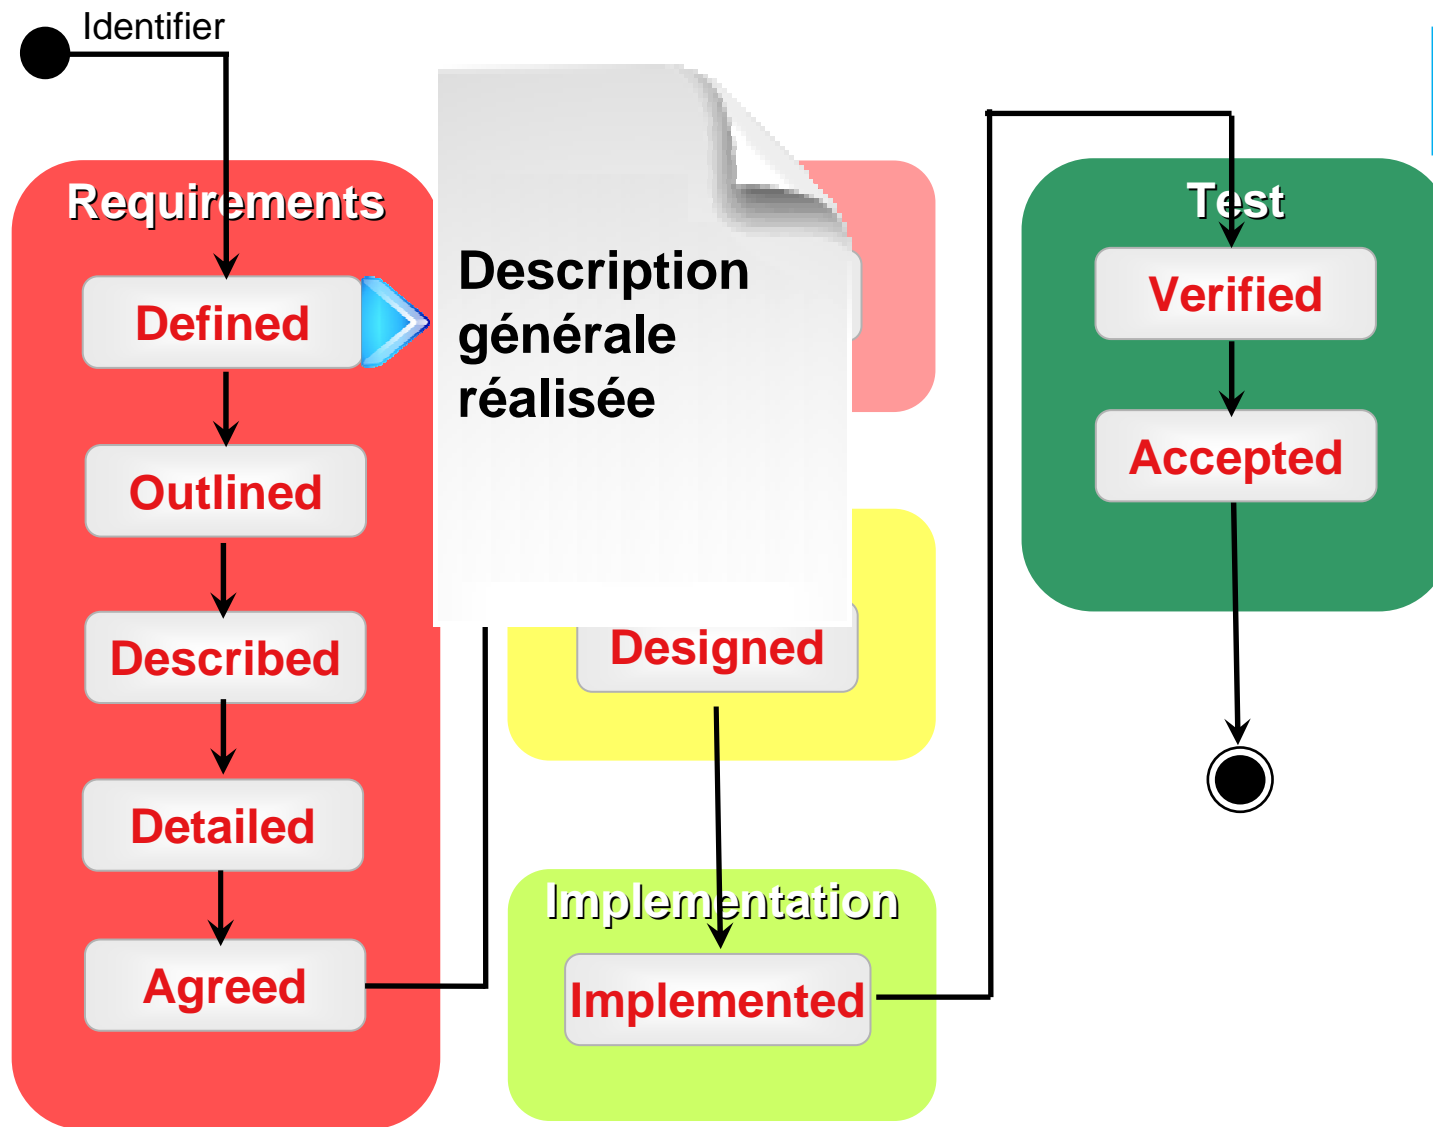 Identifier
Requirements
Defined
Outlined
Described
Detailed
Agreed
Description
générale
réalisée
Designed
Implementation
Implemented
Test
Verified
Accepted